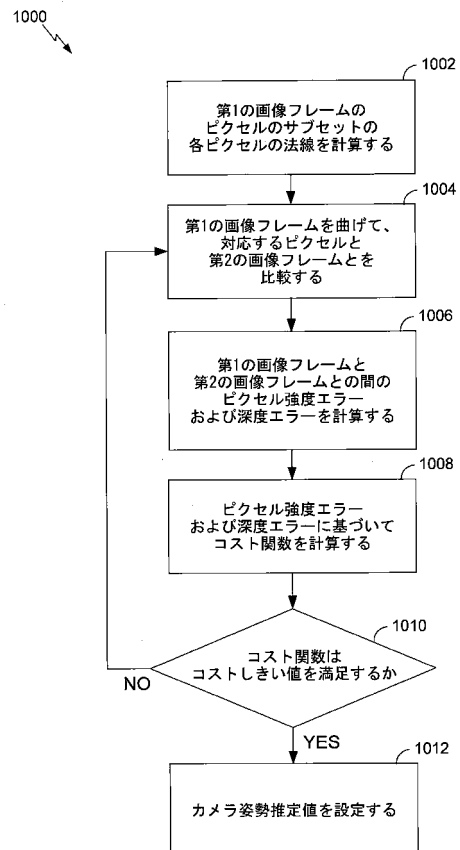 1000
1002
第1の画像フレームの
ピクセルのサブセットの
各ピクセルの法線を計算する
1004
第1の画像フレームを曲げて、
対応するピクセルと
第2の画像フレームとを
比較する
1006
第1の画像フレームと
第2の画像フレームとの間の
ピクセル強度エラー
および深度エラーを計算する
1008
ピクセル強度エラー
および深度エラーに基づいて
コスト関数を計算する
1010
コスト関数は
コストしきい値を満足するか
NO
YES
1012
カメラ姿勢推定値を設定する